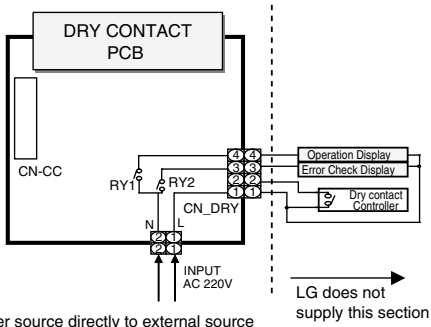 DRY CONTACT
PCB
CN-CC
RY1
RY2
4 4
3 3
2 2
1 1
CN_DRY
Operation Display
Error Check Display
Dry contact
Controller
N
L
2 1
2 1
INPUT
AC 220V
LG does not
supply this section
er source directly to external source